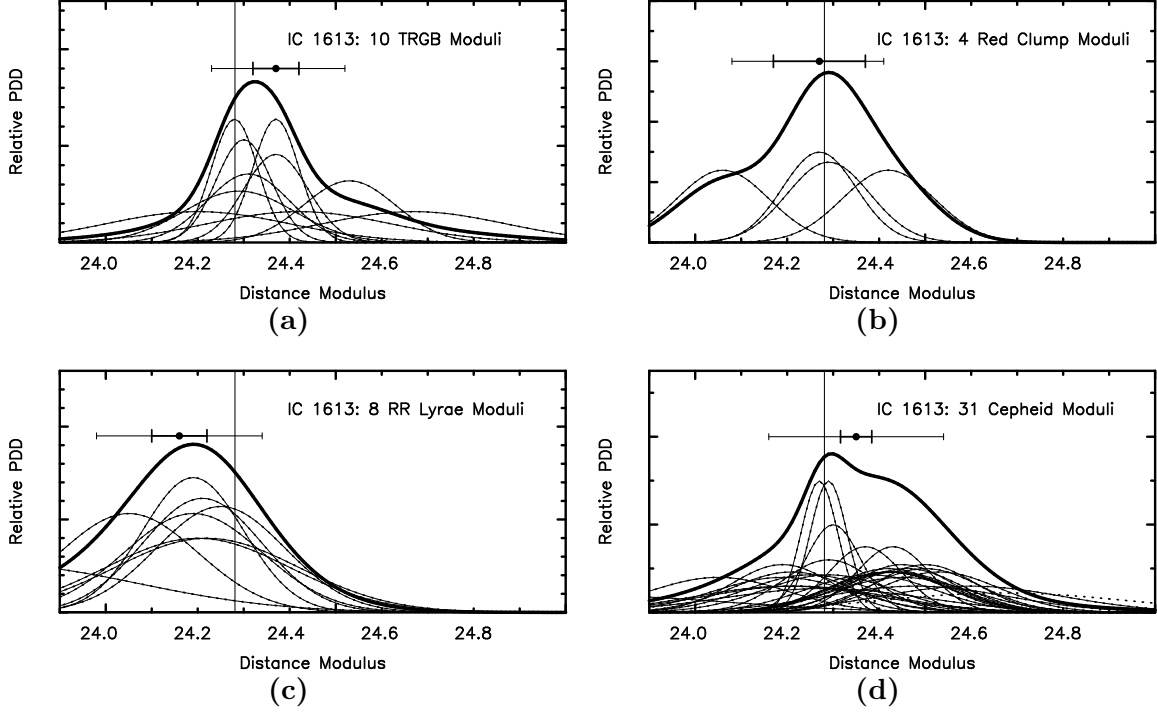 IC 1613: 10 TRGB Moduli
Relative PDD
24.0 24.2 24.4 24.6 24.8
Distance Modulus
(a)
IC 1613: 4 Red Clump Moduli
Relative PDD
24.0 24.2 24.4 24.6 24.8
Distance Modulus
(b)
IC 1613: 8 RR Lyrae Moduli
Relative PDD
24.0 24.2 24.4 24.6 24.8
Distance Modulus
(c)
IC 1613: 31 Cepheid Moduli
Relative PDD
24.0 24.2 24.4 24.6 24.8
Distance Modulus
(d)